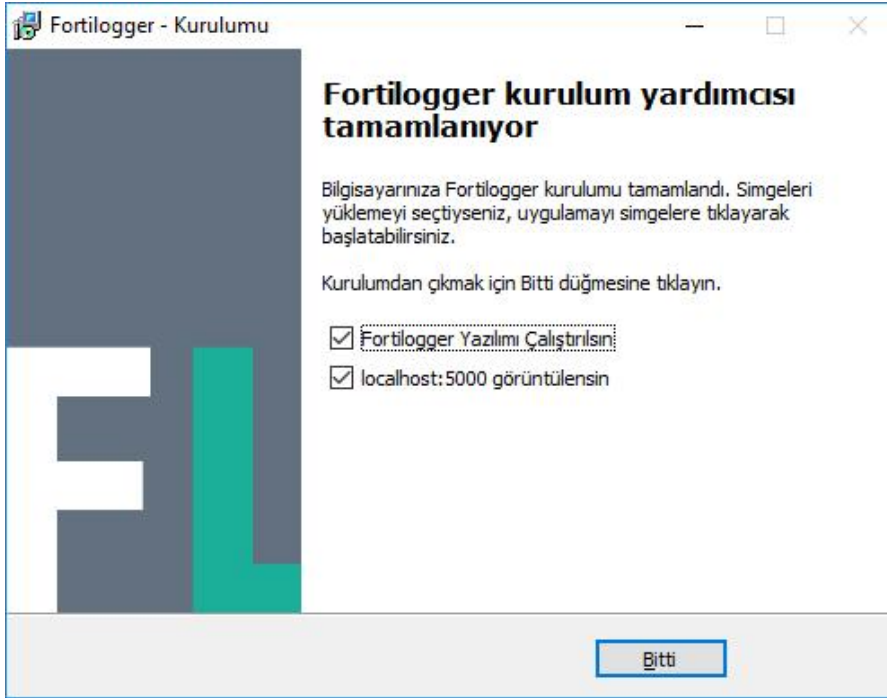 Fortilogger - Kurulumu
Fortilogger kurulum yardımcısı
tamamlanıyor
Bilgisayarınıza Fortilogger kurulumu tamamlandı. Simgeleri
yüklemeyi seçtiyseniz, uygulamayı simgelere tıklayarak
başlatabilirsiniz.
Kurulumdan çıkmak için Bitti düğmesine tıklayın.
Fortilogger Yazılımı Çalıştırılsın
localhost:5000 görüntülensin
FL
Bitti